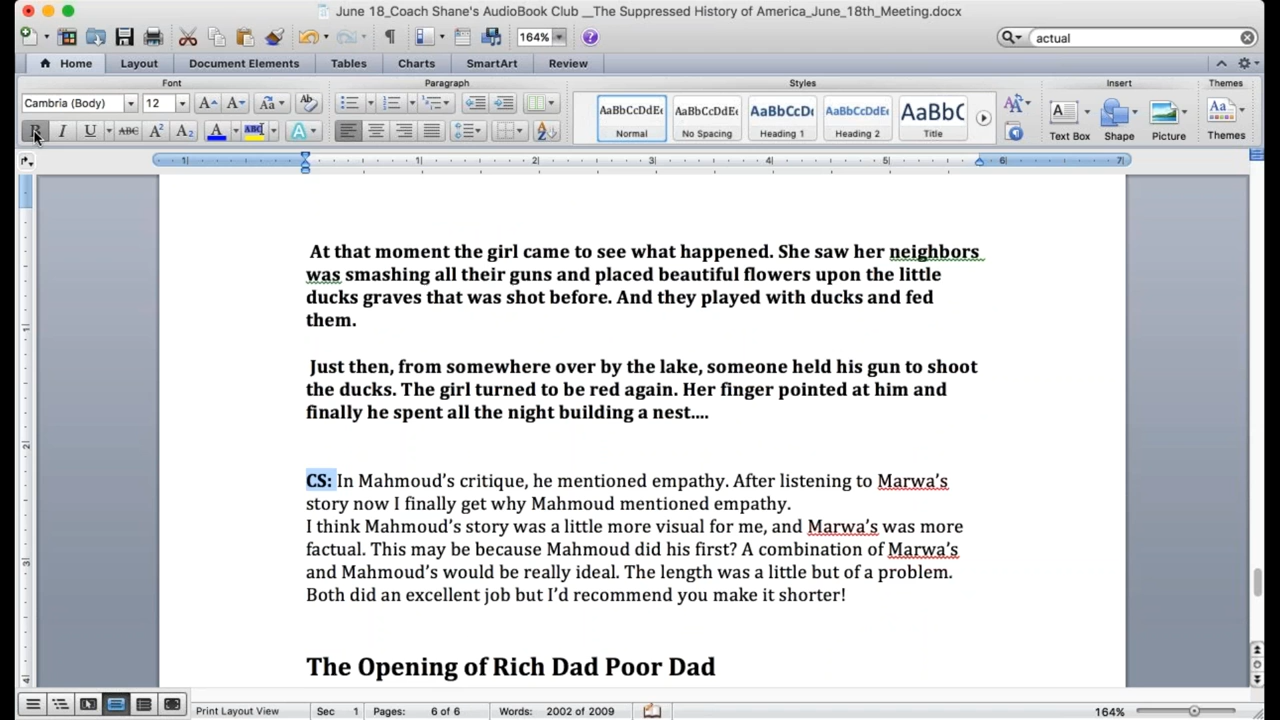 June 18_Coach Shane's AudioBook Club __The Suppressed History of America_June_18th_Meeting.docx
164%
actual
Home Layout Document Elements Tables Charts SmartArt Review
Font Paragraph Styles Insert Themes
Cambria (Body) 12
AaBbCcDdEe AaBbCcDdEe AaBbCcDc AaBbCcDdEe AaBbC
Normal No Spacing Heading 1 Heading 2 Title Text Box Shape Picture Themes
At that moment the girl came to see what happened. She saw her neighbors
was smashing all their guns and placed beautiful flowers upon the little
ducks graves that was shot before. And they played with ducks and fed
them.
Just then, from somewhere over by the lake, someone held his gun to shoot
the ducks. The girl turned to be red again. Her finger pointed at him and
finally he spent all the night building a nest....
CS: In Mahmoud's critique, he mentioned empathy. After listening to Marwa's
story now I finally get why Mahmoud mentioned empathy.
I think Mahmoud's story was a little more visual for me, and Marwa's was more
factual. This may be because Mahmoud did his first? A combination of Marwa's
and Mahmoud's would be really ideal. The length was a little but of a problem.
Both did an excellent job but I'd recommend you make it shorter!
The Opening of Rich Dad Poor Dad
Print Layout View Sec 1 Pages: 6 of 6 Words: 2002 of 2009 164%